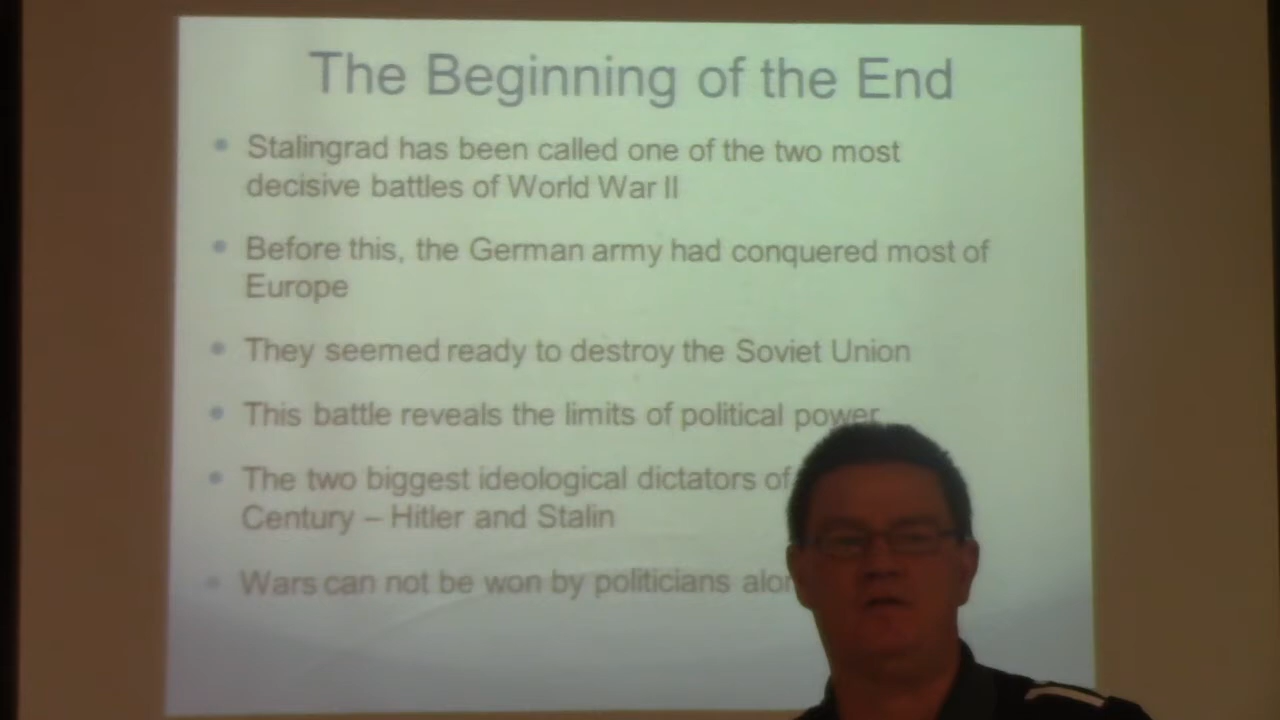 The Beginning of the End
• Stalingrad has been called one of the two most
decisive battles of World War II
• Before this, the German army had conquered most of
Europe
• They seemed ready to destroy the Soviet Union
• This battle reveals the limits of political power
• The two biggest ideological dictators of
Century – Hitler and Stalin
• Wars can not be won by politicians